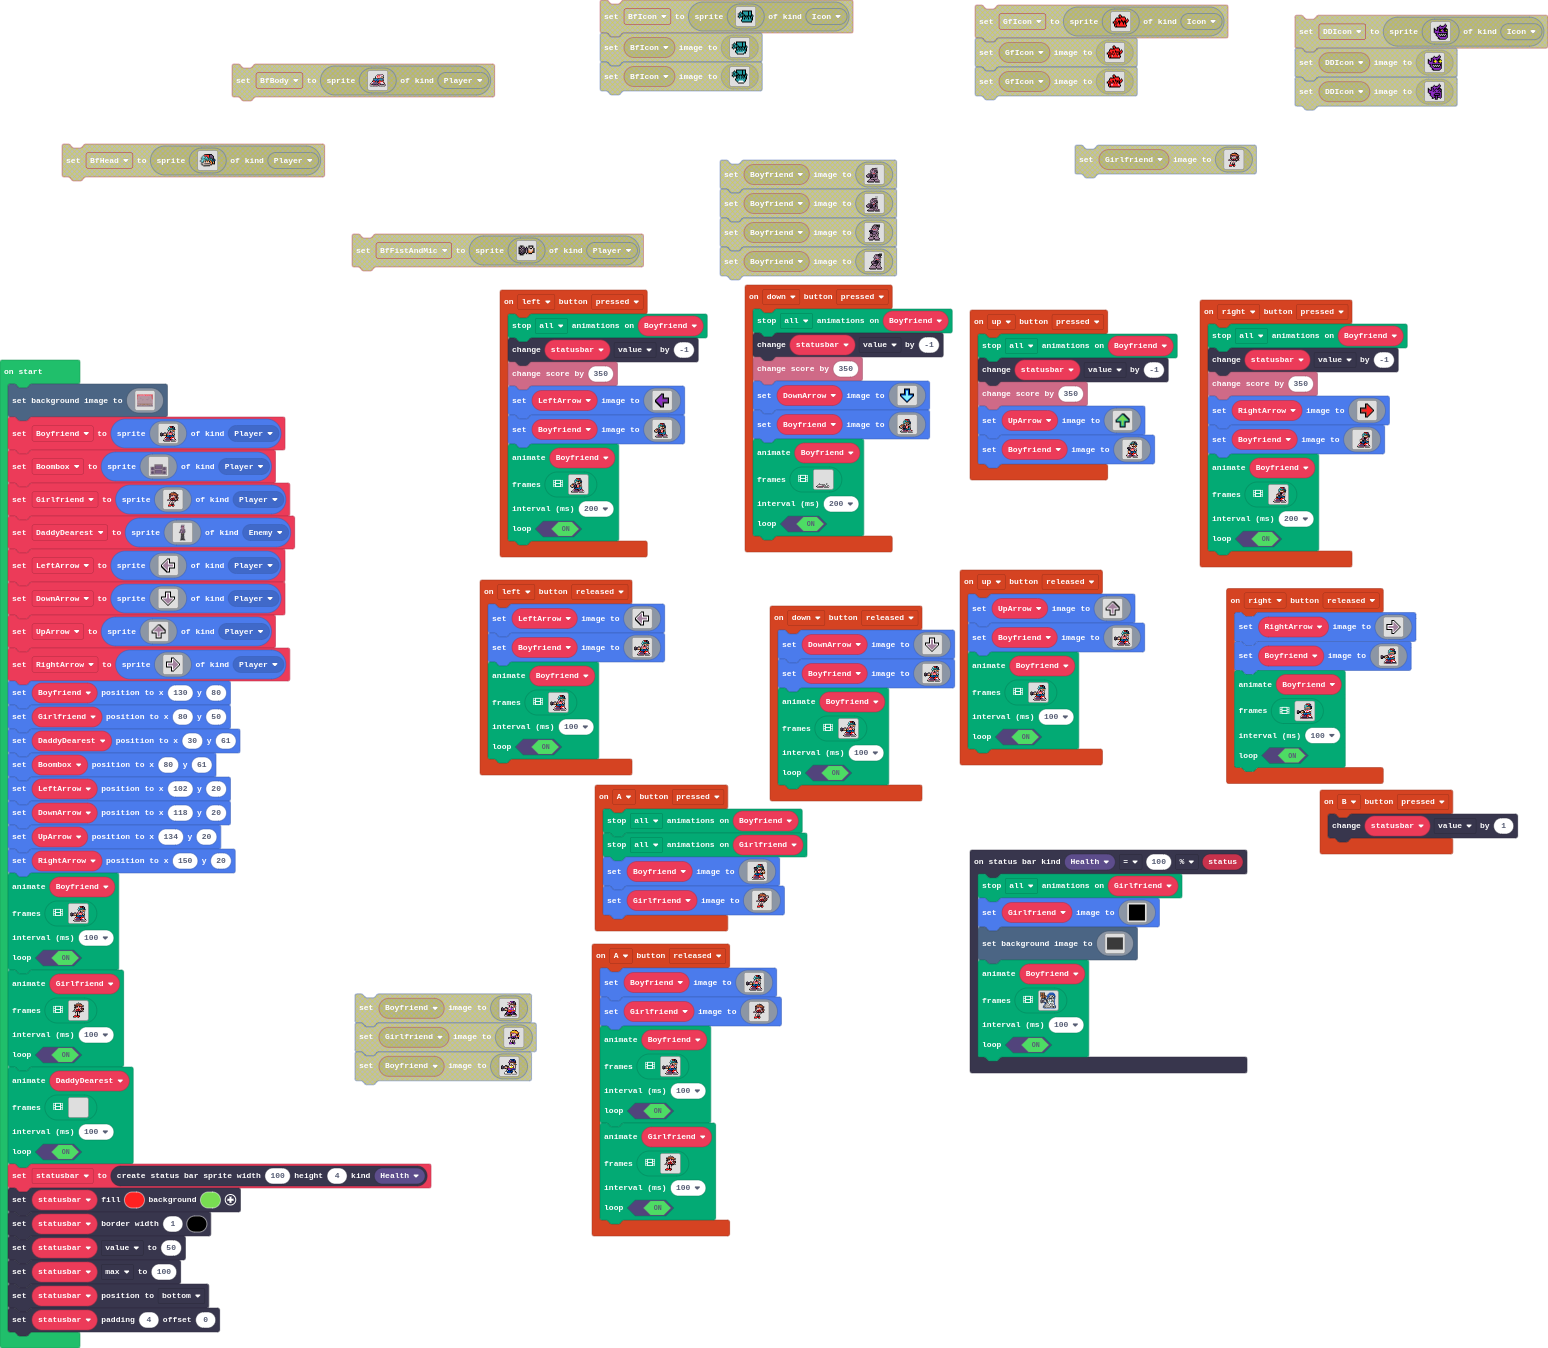 set BfIcon to sprite of kind Icon
set BfIcon image to
set BfIcon image to
set GfIcon to sprite of kind Icon
set GfIcon image to
set GfIcon image to
set DDIcon to sprite of kind Icon
set DDIcon image to
set DDIcon image to
set BfBody to sprite of kind Player
set BfHead to sprite of kind Player
set Girlfriend image to
set Boyfriend image to
set Boyfriend image to
set Boyfriend image to
set Boyfriend image to
set BfFistAndMic to sprite of kind Player
on left button pressed
stop all animations on Boyfriend
change statusbar value by -1
change score by 350
set LeftArrow image to
set Boyfriend image to
animate Boyfriend
frames
interval (ms) 200
loop ON
on down button pressed
stop all animations on Boyfriend
change statusbar value by -1
change score by 350
set DownArrow image to
set Boyfriend image to
animate Boyfriend
frames
interval (ms) 200
loop ON
on up button pressed
stop all animations on Boyfriend
change statusbar value by -1
change score by 350
set UpArrow image to
set Boyfriend image to
on right button pressed
stop all animations on Boyfriend
change statusbar value by -1
change score by 350
set RightArrow image to
set Boyfriend image to
animate Boyfriend
frames
interval (ms) 200
loop ON
on start
set background image to
set Boyfriend to sprite of kind Player
set Boombox to sprite of kind Player
set Girlfriend to sprite of kind Player
set DaddyDearest to sprite of kind Enemy
set LeftArrow to sprite of kind Player
set DownArrow to sprite of kind Player
set UpArrow to sprite of kind Player
set RightArrow to sprite of kind Player
set Boyfriend position to x 130 y 80
set Girlfriend position to x 80 y 50
set DaddyDearest position to x 30 y 61
set Boombox position to x 80 y 61
set LeftArrow position to x 102 y 20
set DownArrow position to x 118 y 20
set UpArrow position to x 134 y 20
set RightArrow position to x 150 y 20
animate Boyfriend
frames
interval (ms) 100
loop ON
animate Girlfriend
frames
interval (ms) 100
loop ON
animate DaddyDearest
frames
interval (ms) 100
loop ON
set statusbar to create status bar sprite width 100 height 4 kind Health
set statusbar fill background
set statusbar border width 1
set statusbar value to 50
set statusbar max to 100
set statusbar position to bottom
set statusbar padding 4 offset 0
on left button released
set LeftArrow image to
set Boyfriend image to
animate Boyfriend
frames
interval (ms) 100
loop ON
on down button released
set DownArrow image to
set Boyfriend image to
animate Boyfriend
frames
interval (ms) 100
loop ON
on up button released
set UpArrow image to
set Boyfriend image to
animate Boyfriend
frames
interval (ms) 100
loop ON
on right button released
set RightArrow image to
set Boyfriend image to
animate Boyfriend
frames
interval (ms) 100
loop ON
on A button pressed
stop all animations on Boyfriend
stop all animations on Girlfriend
set Boyfriend image to
set Girlfriend image to
on B button pressed
change statusbar value by 1
on status bar kind Health = 100 % status
stop all animations on Girlfriend
set Girlfriend image to
set background image to
animate Boyfriend
frames
interval (ms) 100
loop ON
on A button released
set Boyfriend image to
set Girlfriend image to
animate Boyfriend
frames
interval (ms) 100
loop ON
animate Girlfriend
frames
interval (ms) 100
loop ON
set Boyfriend image to
set Girlfriend image to
set Boyfriend image to